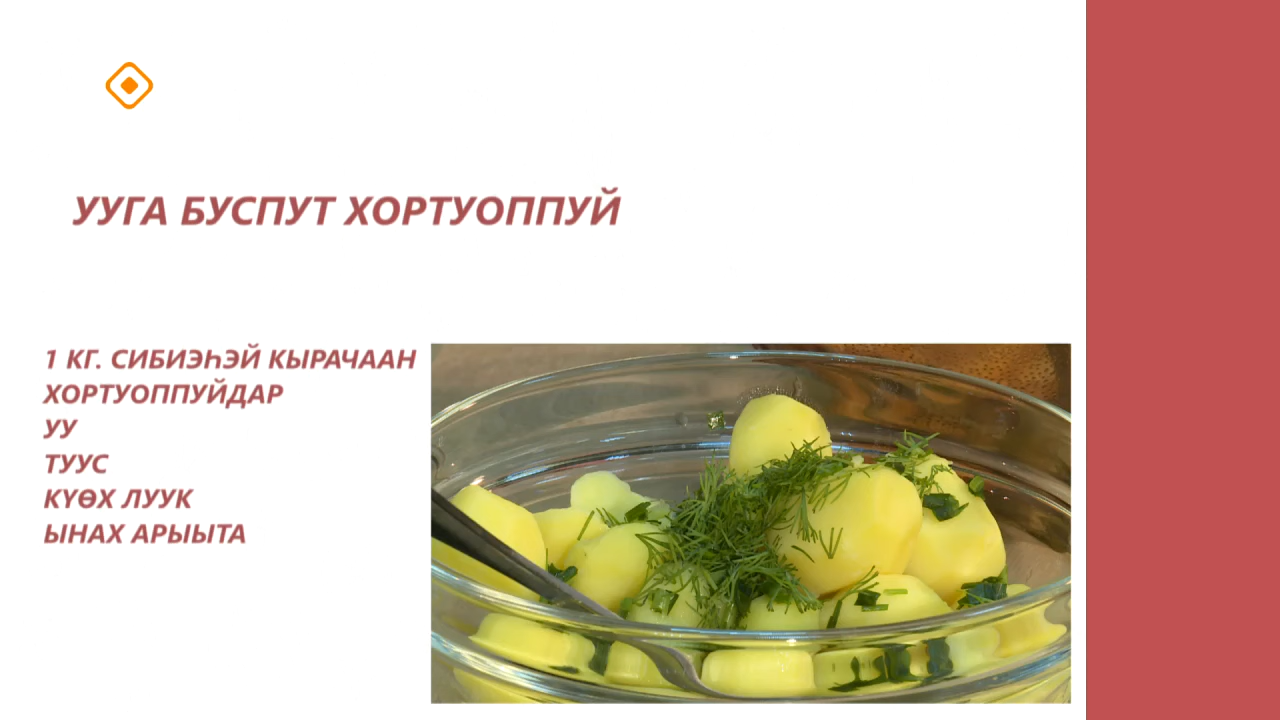 УУГА БУСПУТ ХОРТУОППУЙ
1 КГ. СИБИЭҺЭЙ КЫРАЧААН
ХОРТУОППУЙДАР
УУ
ТУУС
КҮӨХ ЛУУК
ЫНАХ АРЫЫТА